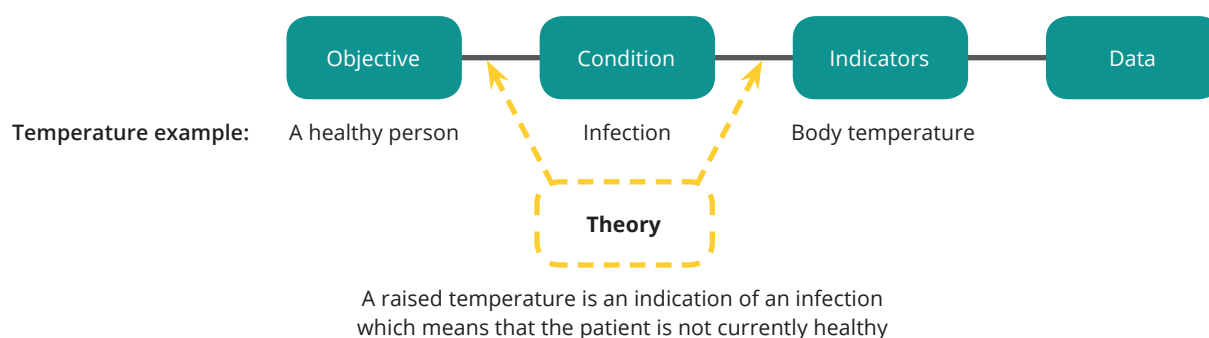 Objective Condition Indicators Data
Temperature example: A healthy person Infection Body temperature
Theory
A raised temperature is an indication of an infection
which means that the patient is not currently healthy